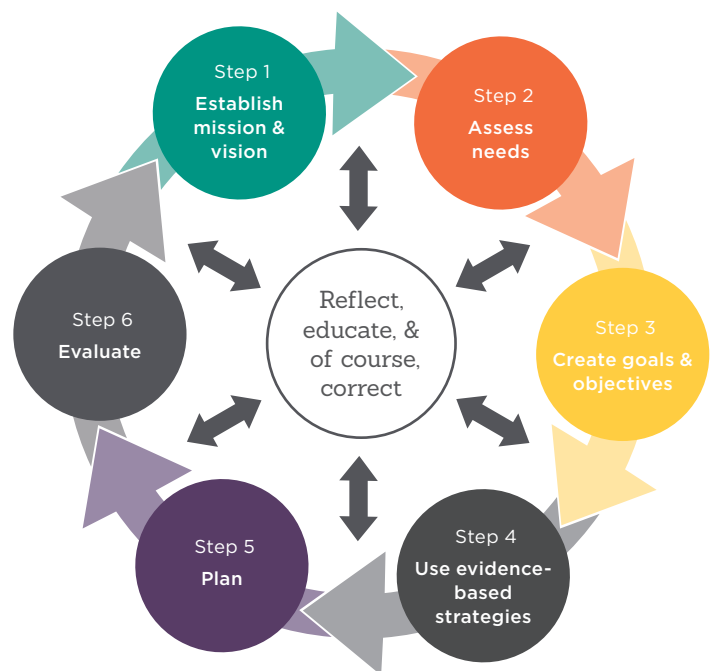 Step 1
Establish
mission &
vision
Step 2
Assess
needs
Step 3
Create goals &
objectives
Step 4
Use evidence-
based
strategies
Step 5
Plan
Step 6
Evaluate
Reflect,
educate, &
of course,
correct